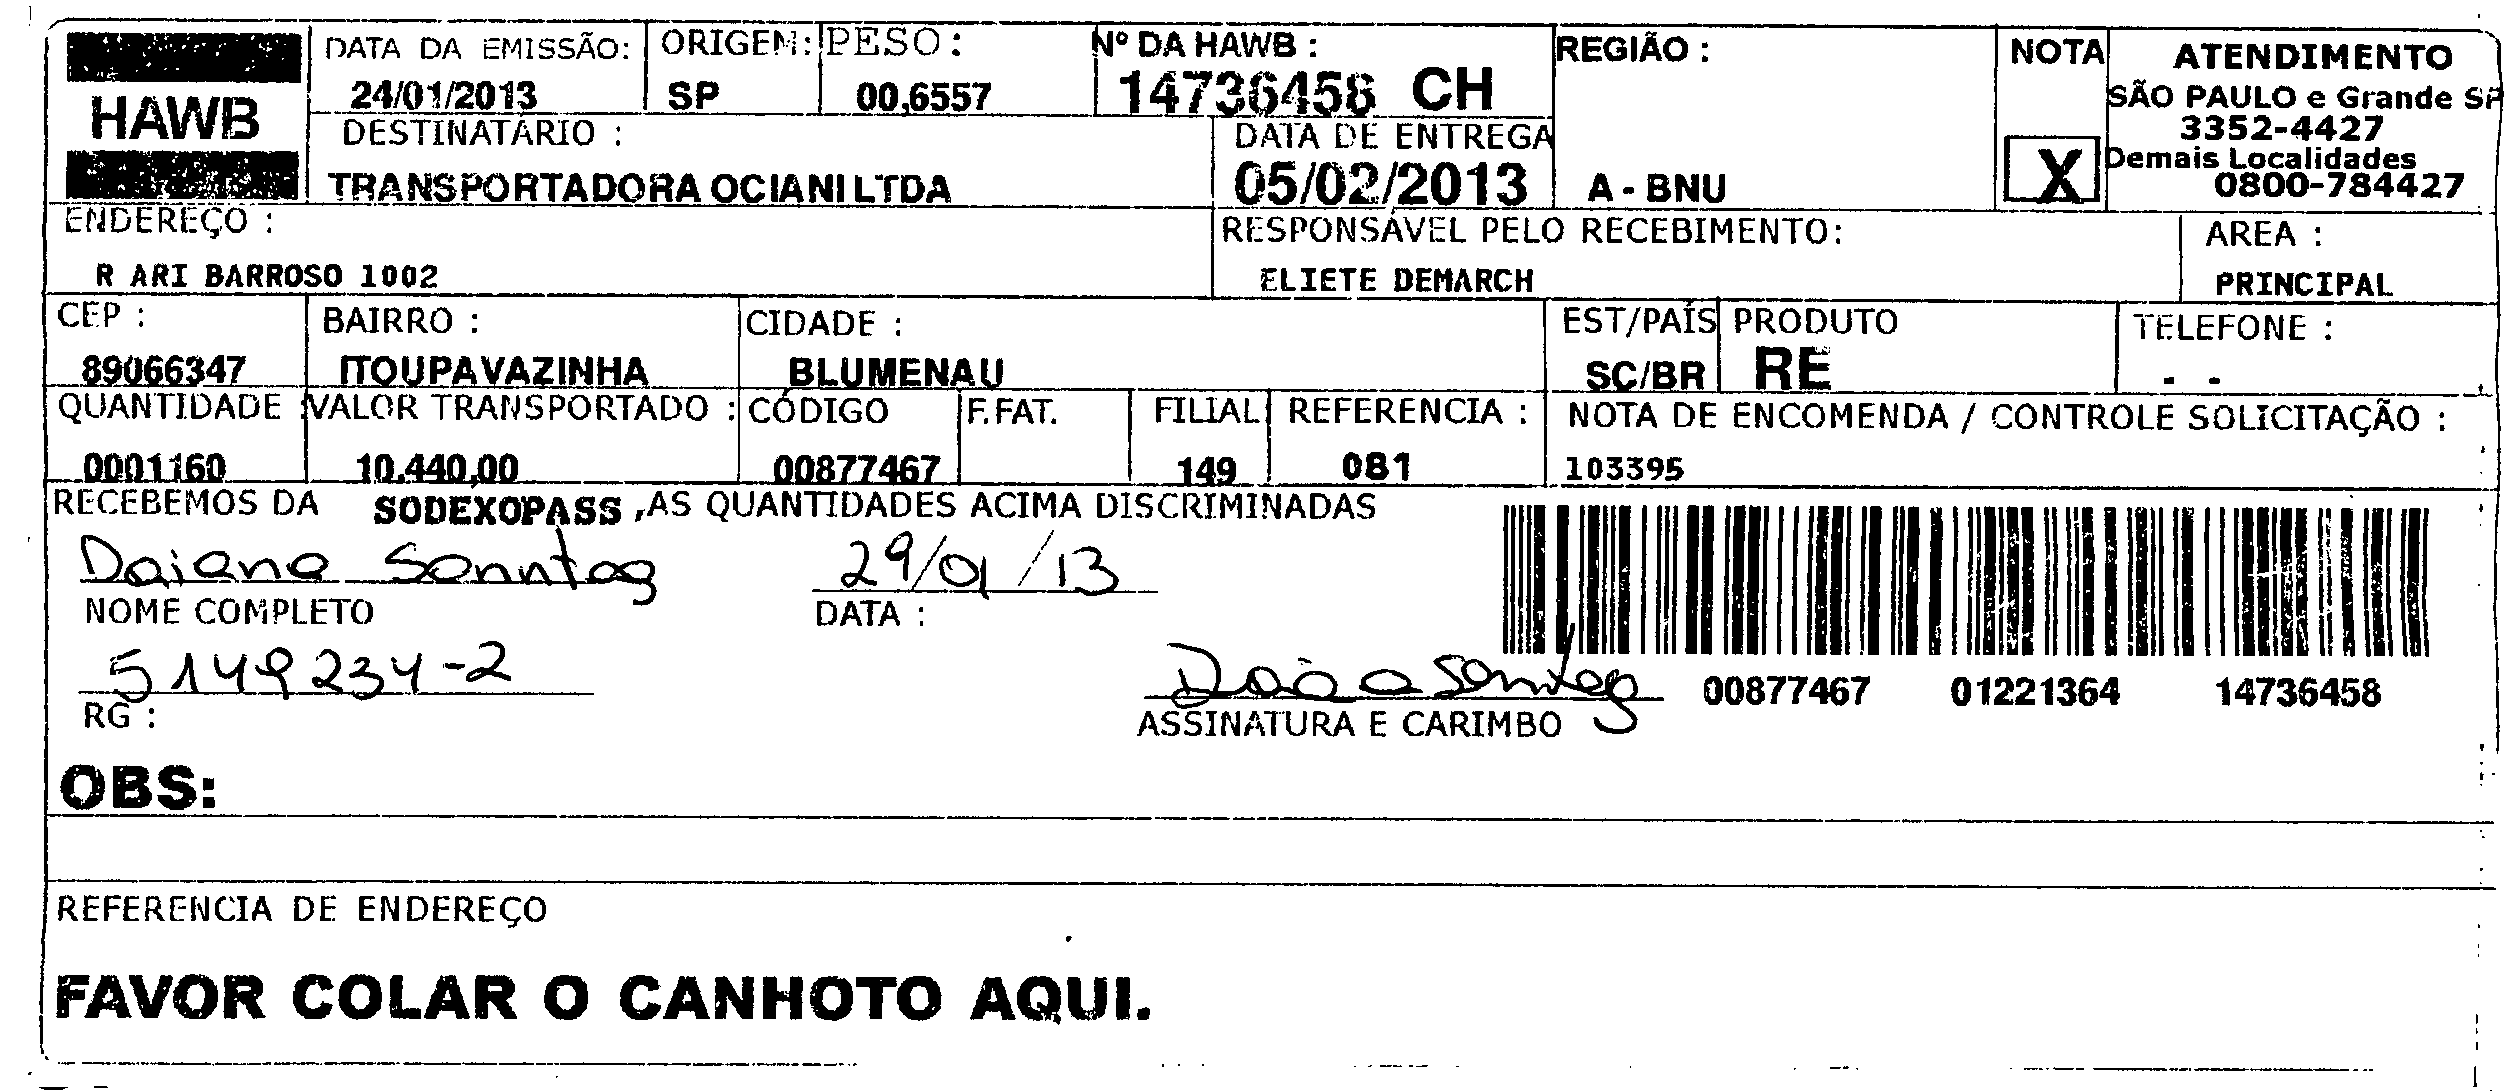 HAWB
DATA DA EMISSÃO: ORIGEM: PESO: Nº DA HAWB : REGIÃO : NOTA ATENDIMENTO
24/01/2013 SP 00,6557 14736458 CH SÃO PAULO e Grande SP
3352-4427
DESTINATÁRIO : DATA DE ENTREGA X Demais Localidades
TRANSPORTADORA OCIANI LTDA 05/02/2013 A - BNU 0800-784427
ENDEREÇO : RESPONSÁVEL PELO RECEBIMENTO: AREA :
R ARI BARROSO 1002 ELIETE DEMARCH PRINCIPAL
CEP : BAIRRO : CIDADE : EST/PAÍS PRODUTO TELEFONE :
89066347 ITOUPAVAZINHA BLUMENAU SC/BR RE - -
QUANTIDADE VALOR TRANSPORTADO : CÓDIGO F.FAT. FILIAL REFERENCIA : NOTA DE ENCOMENDA / CONTROLE SOLICITAÇÃO :
0001160 10.440,00 00877467 149 0B1 103395
RECEBEMOS DA SODEXOPASS ,AS QUANTIDADES ACIMA DISCRIMINADAS
Daiana Sonntag 29/01/13
NOME COMPLETO DATA :
5149234-2 Daiana Sonntag 00877467 01221364 14736458
RG : ASSINATURA E CARIMBO
OBS:
REFERENCIA DE ENDEREÇO
FAVOR COLAR O CANHOTO AQUI.